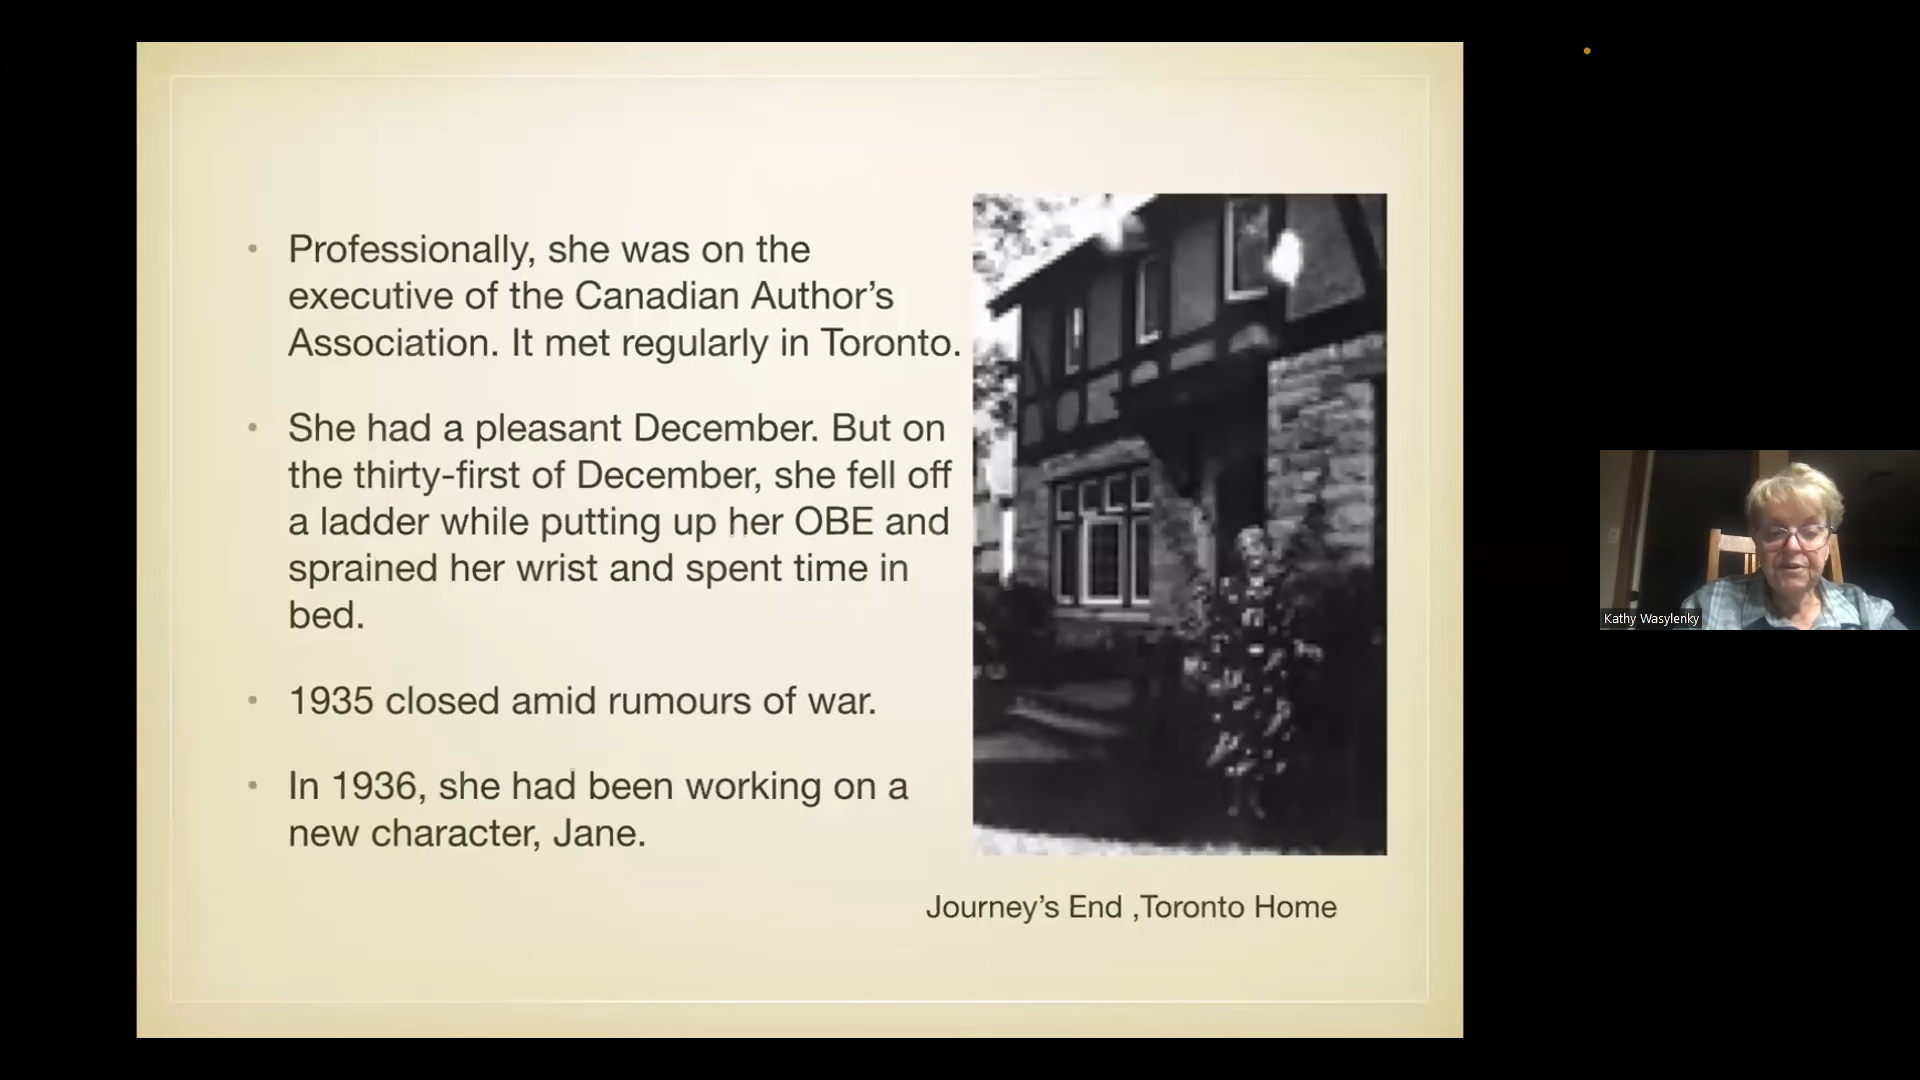 Professionally, she was on the
executive of the Canadian Author’s
Association. It met regularly in Toronto.
She had a pleasant December. But on
the thirty-first of December, she fell off
a ladder while putting up her OBE and
sprained her wrist and spent time in
bed.
1935 closed amid rumours of war.
In 1936, she had been working on a
new character, Jane.
Journey’s End ,Toronto Home
Kathy Wasylenky